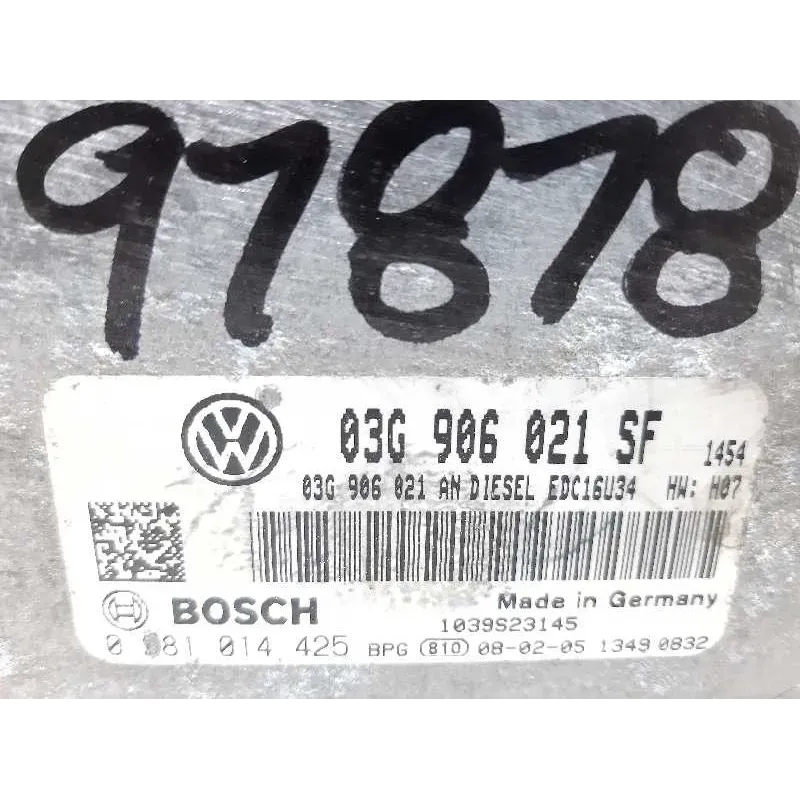 97878
03G 906 021 SF 1454
03G 906 021 AN DIESEL EDC16U34 HW: H07
BOSCH Made in Germany
1039S23145
0 281 014 425 BPG 810 08-02-05 1349 0832